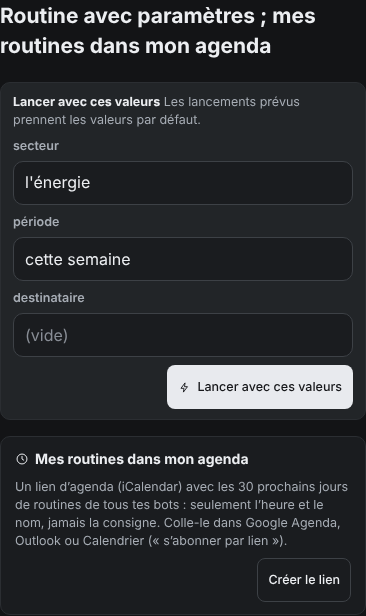 Routine avec paramètres ; mes
routines dans mon agenda
Lancer avec ces valeurs Les lancements prévus
prennent les valeurs par défaut.
secteur
l'énergie
période
cette semaine
destinataire
(vide)
Lancer avec ces valeurs
Mes routines dans mon agenda
Un lien d’agenda (iCalendar) avec les 30 prochains jours
de routines de tous tes bots : seulement l’heure et le
nom, jamais la consigne. Colle-le dans Google Agenda,
Outlook ou Calendrier (« s’abonner par lien »).
Créer le lien